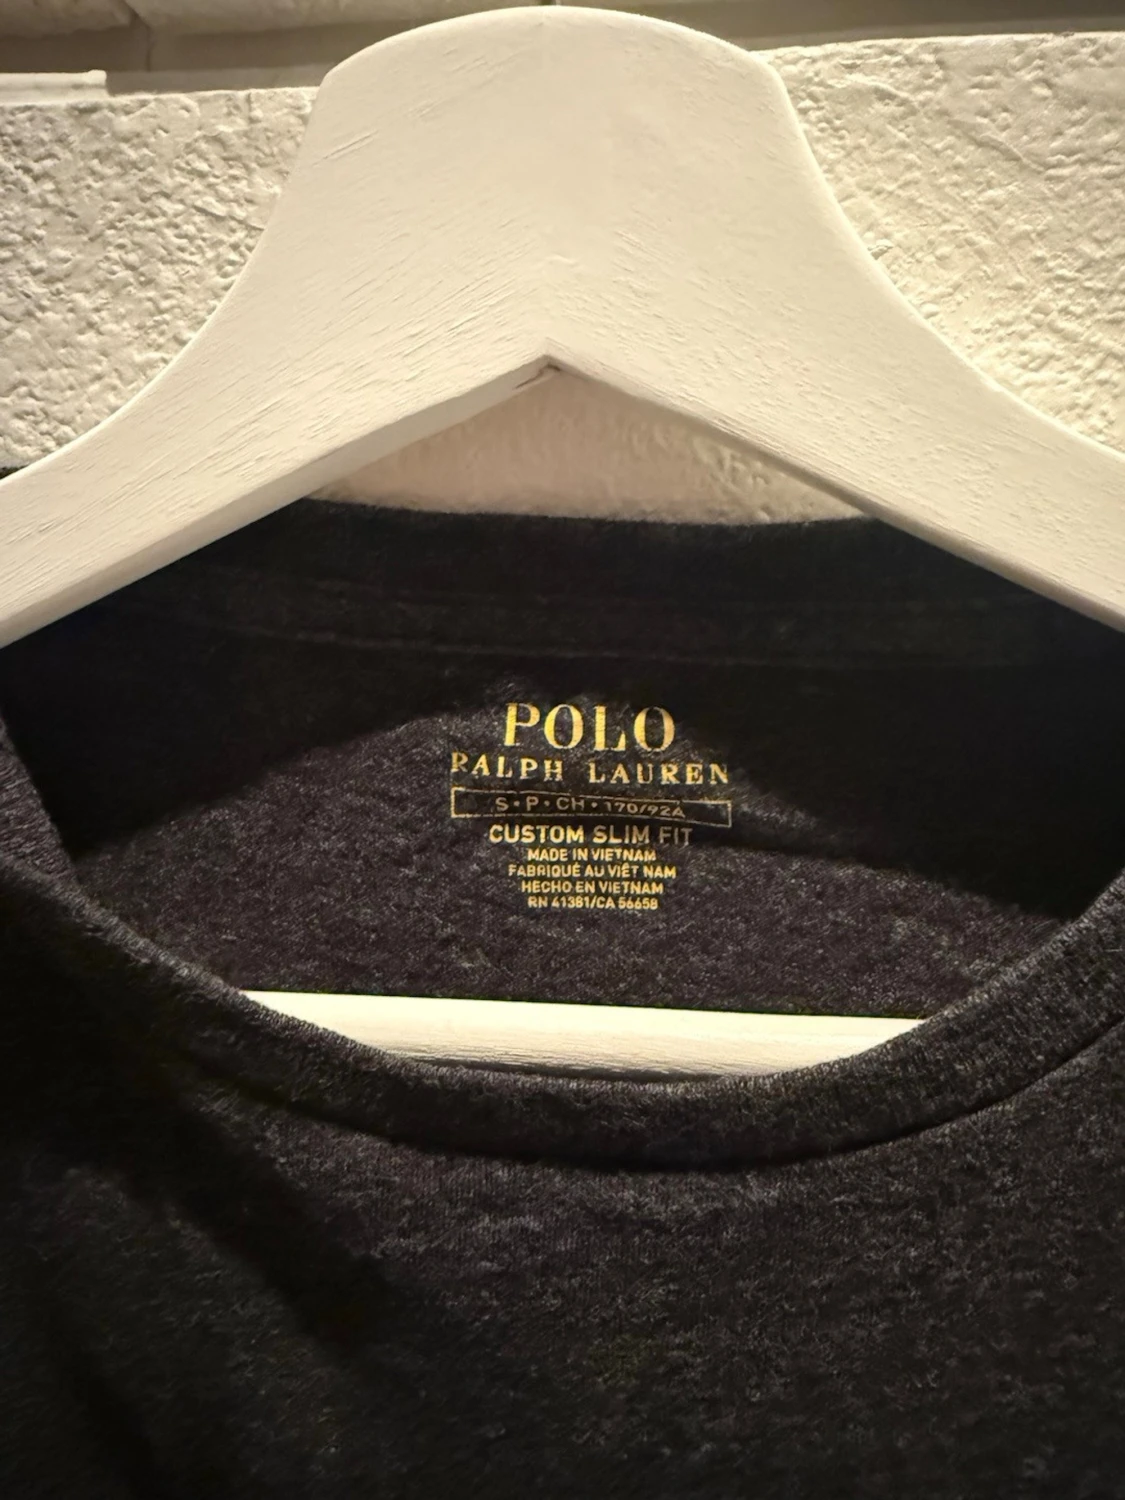 POLO
RALPH LAUREN
S • P • CH • 170/92A
CUSTOM SLIM FIT
MADE IN VIETNAM
FABRIQUÉ AU VIÊT NAM
HECHO EN VIETNAM
RN 41381/CA 56658